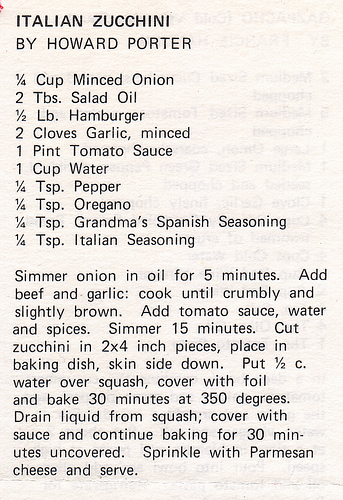 ITALIAN ZUCCHINI
BY HOWARD PORTER
¼ Cup Minced Onion
2 Tbs. Salad Oil
½ Lb. Hamburger
2 Cloves Garlic, minced
1 Pint Tomato Sauce
1 Cup Water
¼ Tsp. Pepper
¼ Tsp. Oregano
¼ Tsp. Grandma's Spanish Seasoning
¼ Tsp. Italian Seasoning
Simmer onion in oil for 5 minutes. Add
beef and garlic: cook until crumbly and
slightly brown. Add tomato sauce, water
and spices. Simmer 15 minutes. Cut
zucchini in 2x4 inch pieces, place in
baking dish, skin side down. Put ½ c.
water over squash, cover with foil
and bake 30 minutes at 350 degrees.
Drain liquid from squash; cover with
sauce and continue baking for 30 min-
utes uncovered. Sprinkle with Parmesan
cheese and serve.